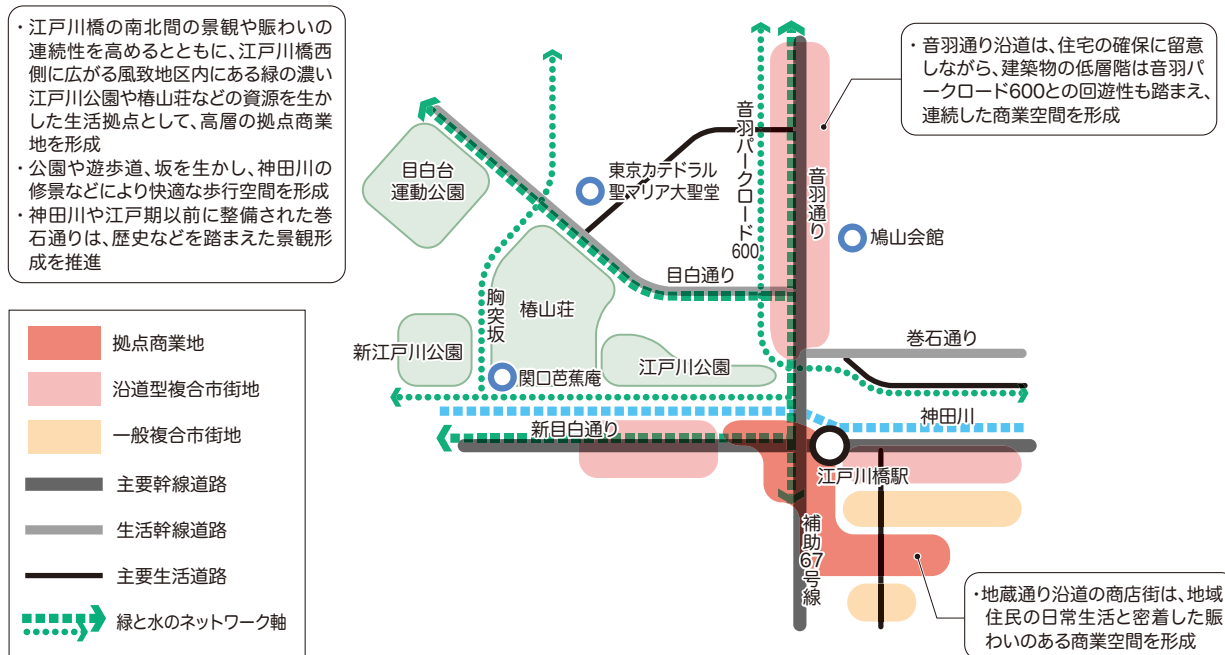 ・江戸川橋の南北間の景観や賑わいの
連続性を高めるとともに、江戸川橋西
側に広がる風致地区内にある緑の濃い
江戸川公園や椿山荘などの資源を生か
した生活拠点として、高層の拠点商業
地を形成
・公園や遊歩道、坂を生かし、神田川の
修景などにより快適な歩行空間を形成
・神田川や江戸期以前に整備された巻
石通りは、歴史などを踏まえた景観形
成を推進
・音羽通り沿道は、住宅の確保に留意
しながら、建築物の低層階は音羽パ
ークロード600との回遊性も踏まえ、
連続した商業空間を形成
目白台
運動公園
東京カテドラル
聖マリア大聖堂
音羽パークロード
600
音羽通り
鳩山会館
目白通り
胸突坂
椿山荘
新江戸川公園
関口芭蕉庵
江戸川公園
巻石通り
神田川
新目白通り
江戸川橋駅
補助67号線
拠点商業地
沿道型複合市街地
一般複合市街地
主要幹線道路
生活幹線道路
主要生活道路
緑と水のネットワーク軸
・地蔵通り沿道の商店街は、地域
住民の日常生活と密着した賑
わいのある商業空間を形成